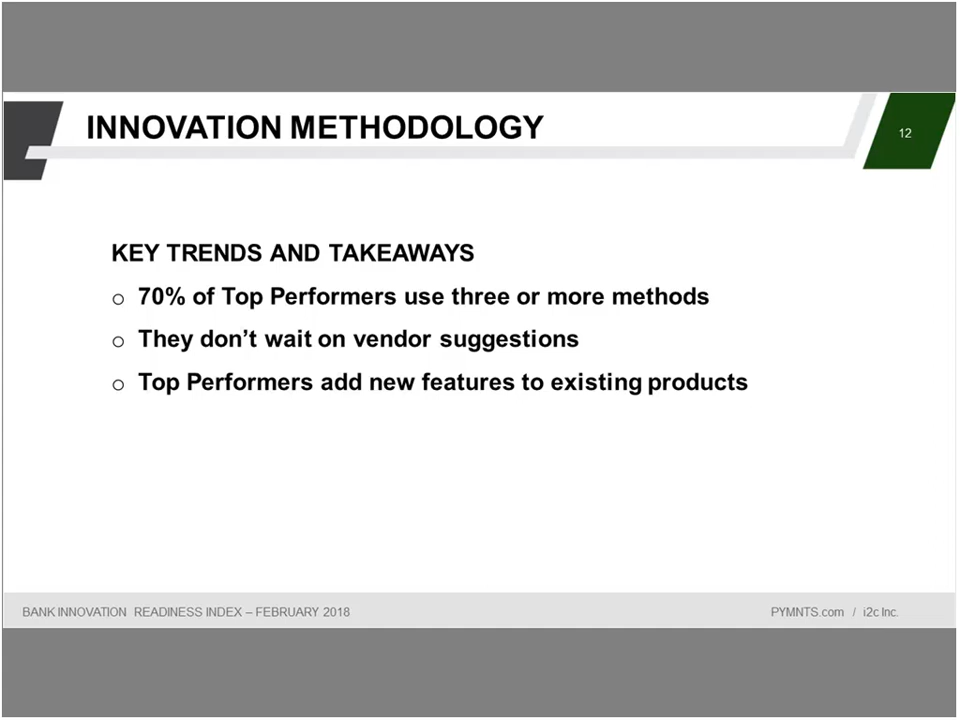 INNOVATION METHODOLOGY
12
KEY TRENDS AND TAKEAWAYS
o 70% of Top Performers use three or more methods
o They don’t wait on vendor suggestions
o Top Performers add new features to existing products
BANK INNOVATION READINESS INDEX – FEBRUARY 2018
PYMNTS.com / i2c Inc.